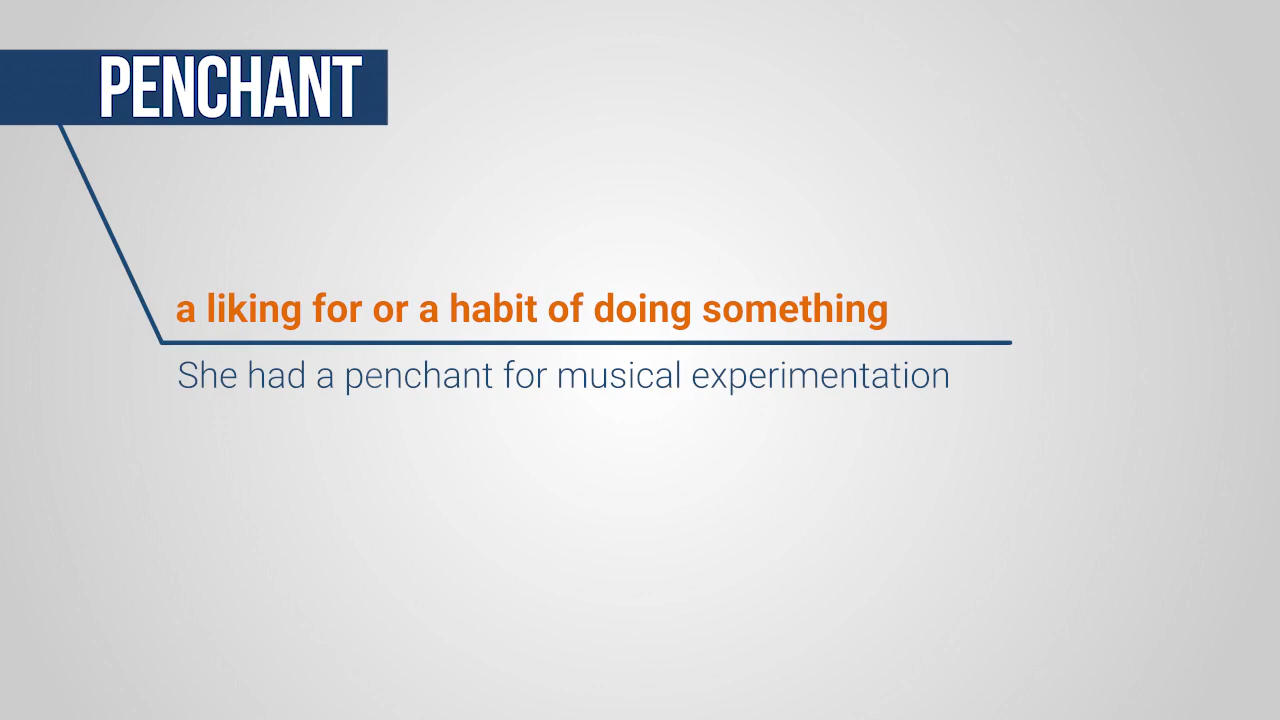 PENCHANT
a liking for or a habit of doing something
She had a penchant for musical experimentation